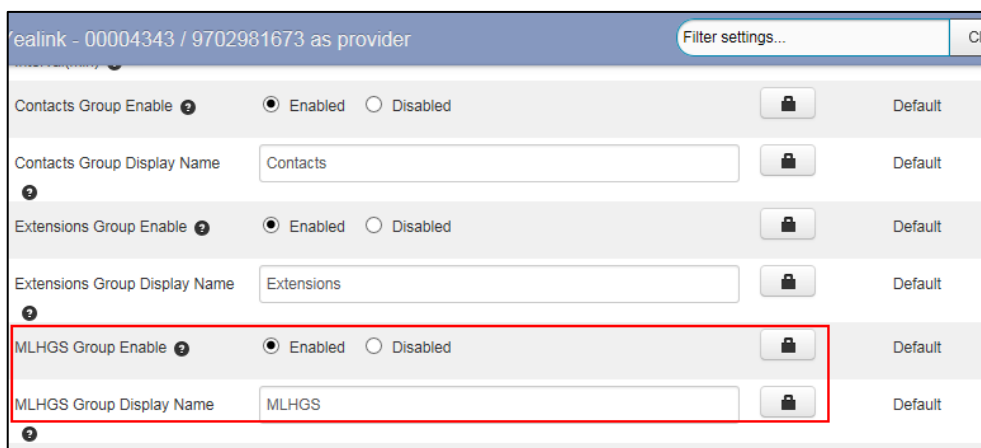 Yealink - 00004343 / 9702981673 as provider
Filter settings...
Contacts Group Enable ? Enabled Disabled Default
Contacts Group Display Name Contacts Default
?
Extensions Group Enable ? Enabled Disabled Default
Extensions Group Display Name Extensions Default
?
MLHGS Group Enable ? Enabled Disabled Default
MLHGS Group Display Name MLHGS Default
?